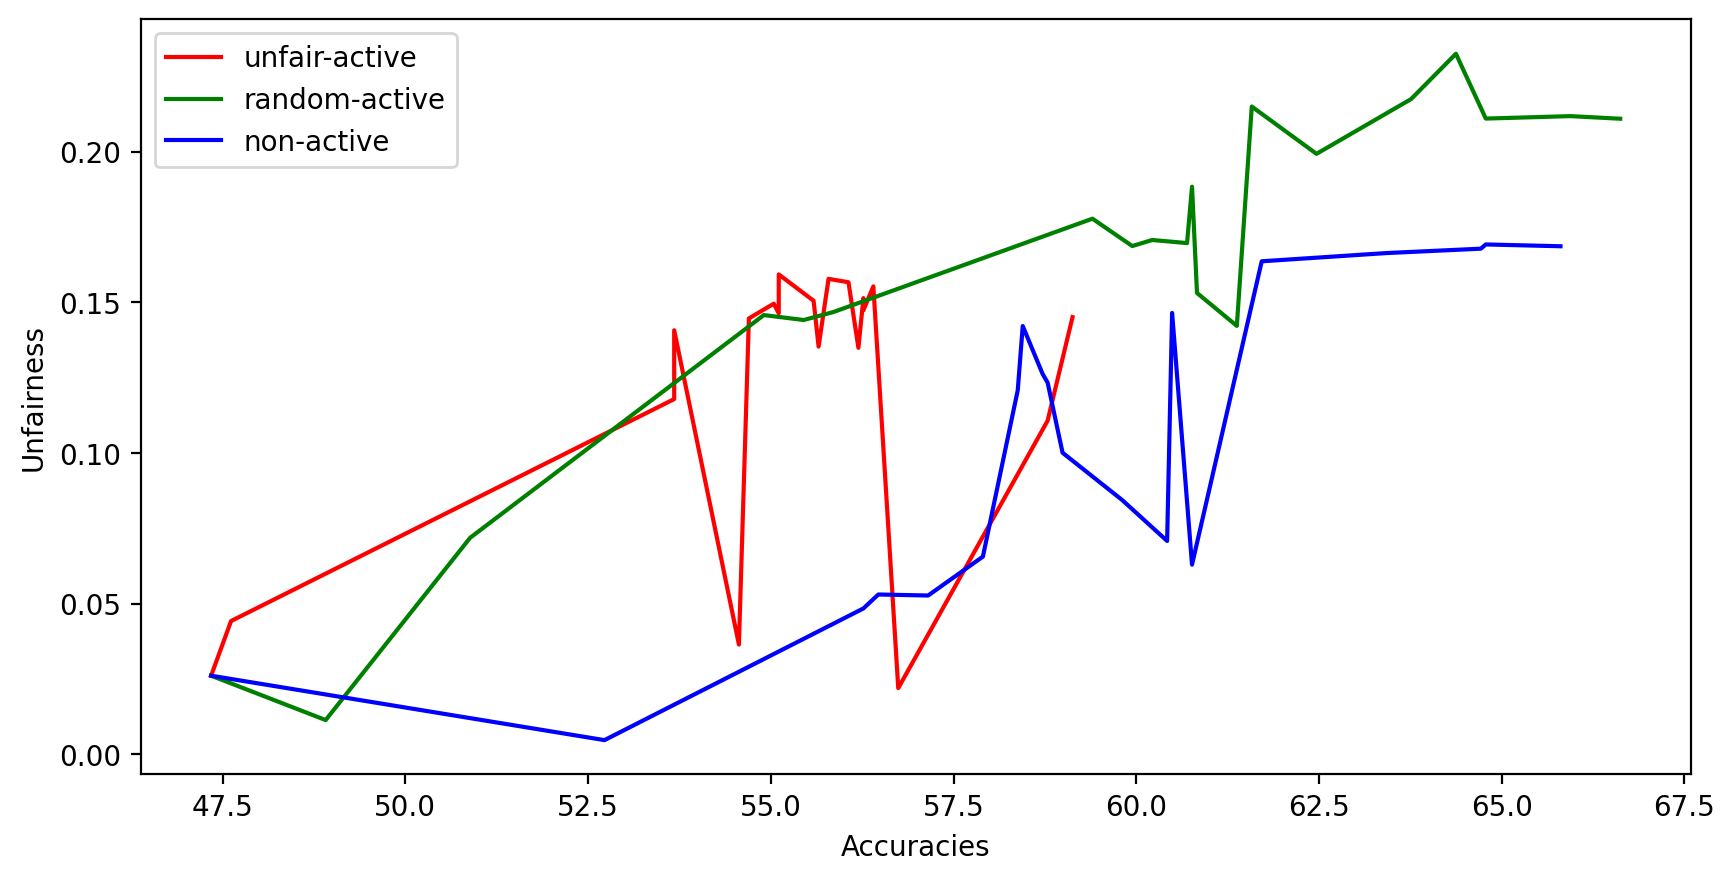 unfair-active
random-active
non-active
0.20
0.15
0.10
0.05
0.00
Unfairness
47.5 50.0 52.5 55.0 57.5 60.0 62.5 65.0 67.5
Accuracies